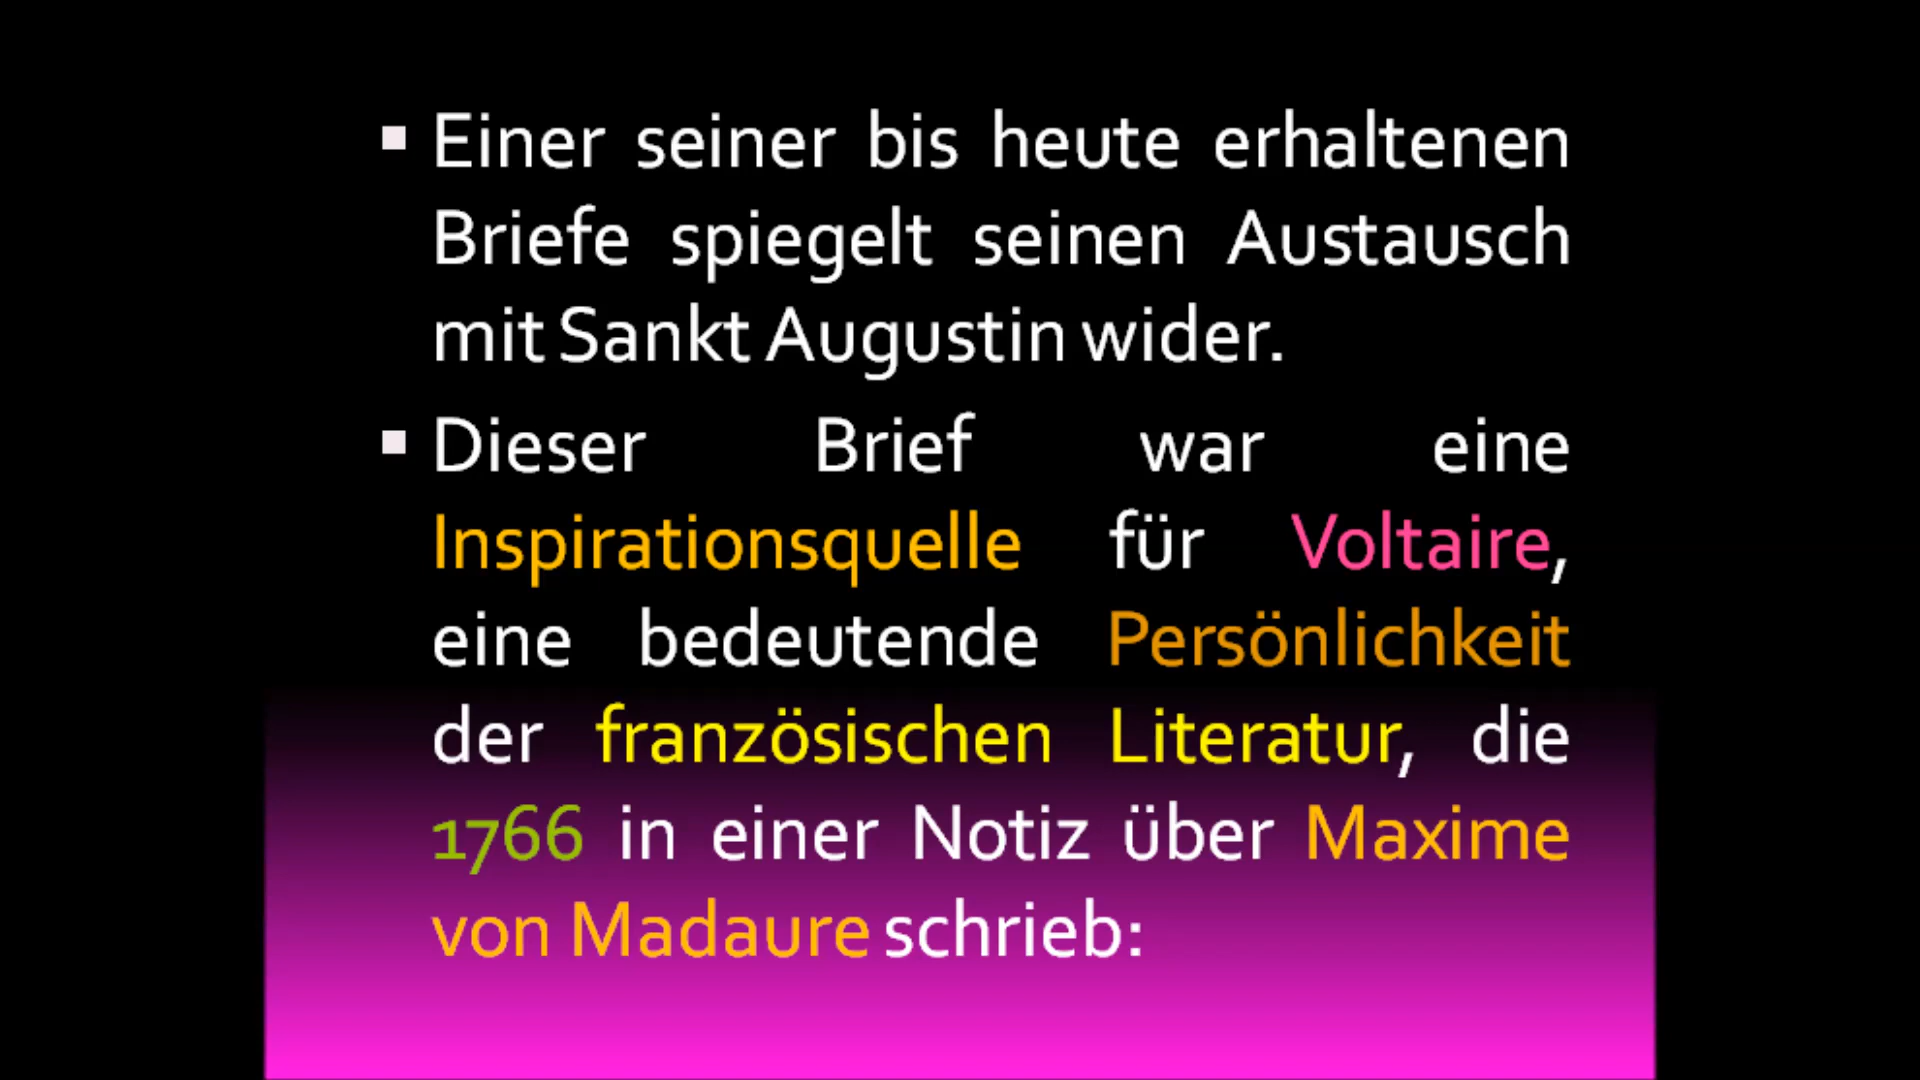 ▪ Einer seiner bis heute erhaltenen
Briefe spiegelt seinen Austausch
mit Sankt Augustin wider.
▪ Dieser Brief war eine
Inspirationsquelle für Voltaire,
eine bedeutende Persönlichkeit
der französischen Literatur, die
1766 in einer Notiz über Maxime
von Madaure schrieb: